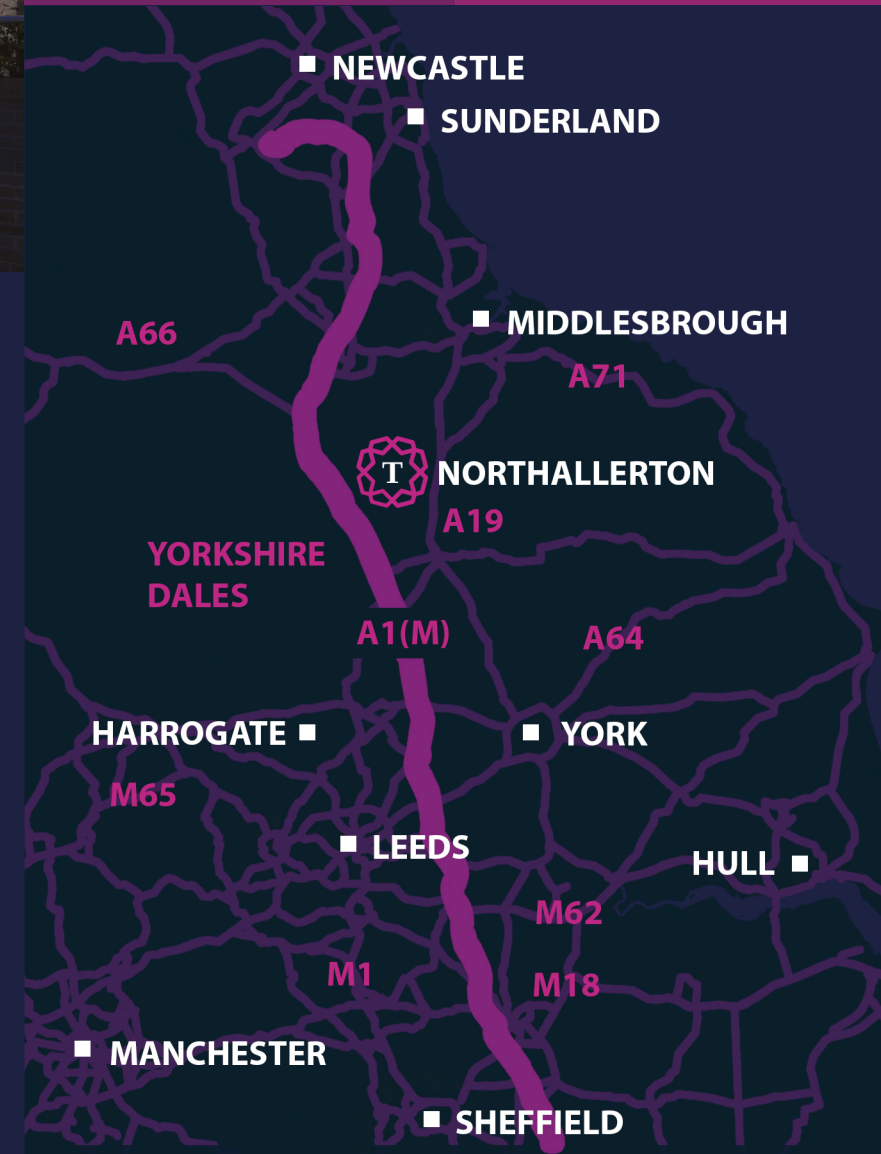 NEWCASTLE
SUNDERLAND
MIDDLESBROUGH
A66
A71
T
NORTHALLERTON
A19
YORKSHIRE
DALES
A1(M)
A64
HARROGATE
YORK
M65
LEEDS
HULL
M62
M1
M18
MANCHESTER
SHEFFIELD